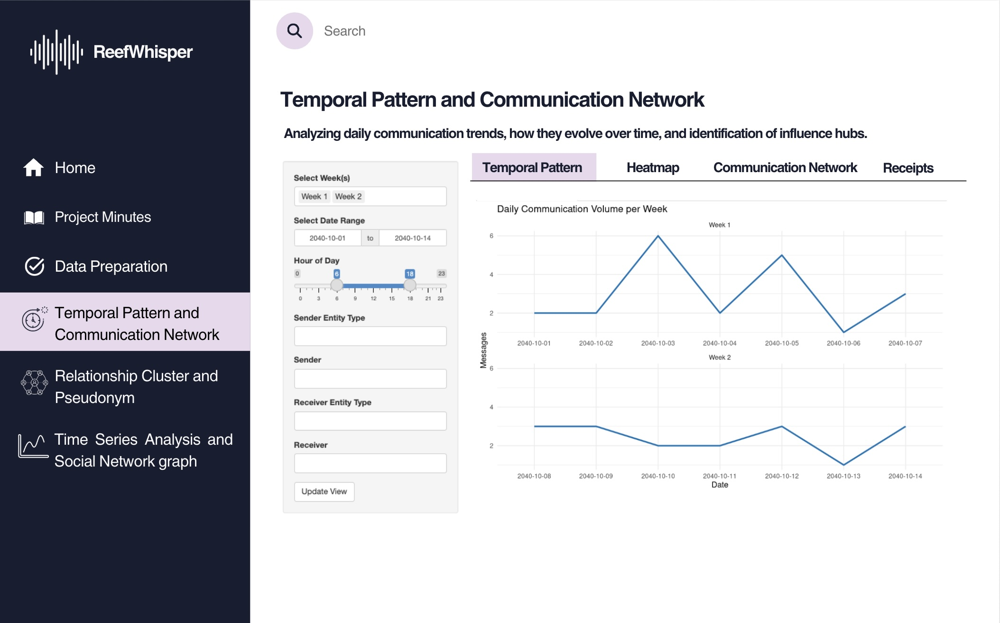 ReefWhisper
Home
Project Minutes
Data Preparation
Temporal Pattern and
Communication Network
Relationship Cluster and
Pseudonym
Time Series Analysis and
Social Network graph
Search
Temporal Pattern and Communication Network
Analyzing daily communication trends, how they evolve over time, and identification of influence hubs.
Select Week(s)
Week 1 Week 2
Select Date Range
2040-10-01 to 2040-10-14
Hour of Day
0 6 18 23
0 3 6 9 12 15 18 21 23
Sender Entity Type
Sender
Receiver Entity Type
Receiver
Update View
Temporal Pattern Heatmap Communication Network Receipts
Daily Communication Volume per Week
Week 1
6
4
2
2040-10-01 2040-10-02 2040-10-03 2040-10-04 2040-10-05 2040-10-06 2040-10-07
Messages
Week 2
6
4
2
2040-10-08 2040-10-09 2040-10-10 2040-10-11 2040-10-12 2040-10-13 2040-10-14
Date